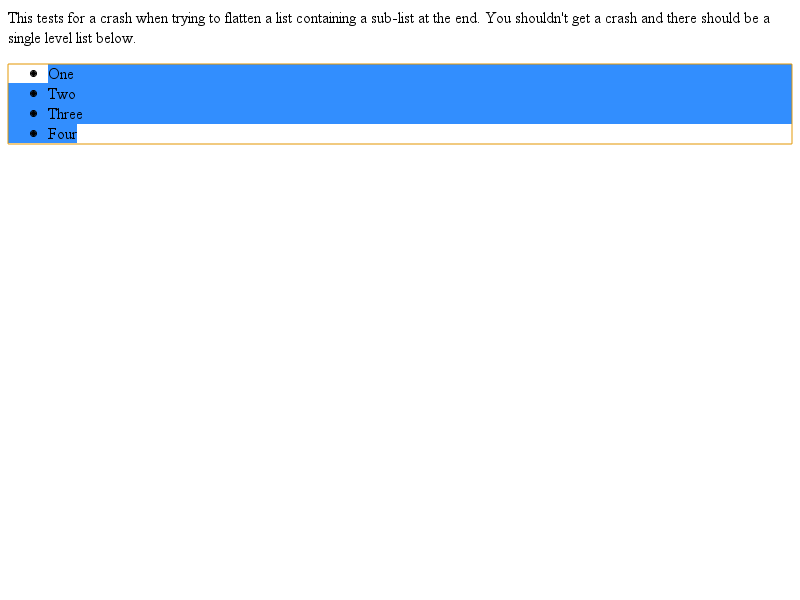 This tests for a crash when trying to flatten a list containing a sub-list at the end. You shouldn't get a crash and there should be a
single level list below.
One
Two
Three
Four